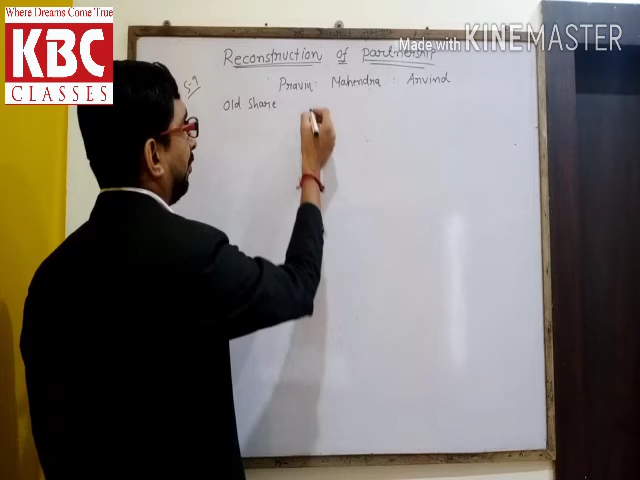 Where Dreams Come True
KBC
CLASSES
Made with KINEMASTER
Reconstruction of partnership
Pravin : Mahendra : Arvind
Old Share